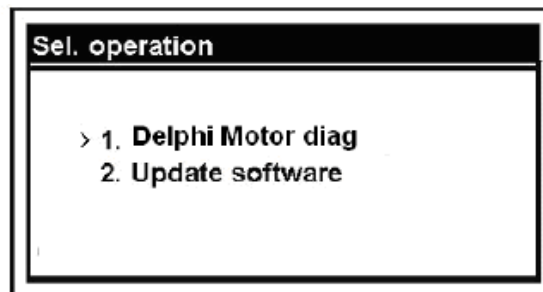 Sel. operation
> 1. Delphi Motor diag
2. Update software